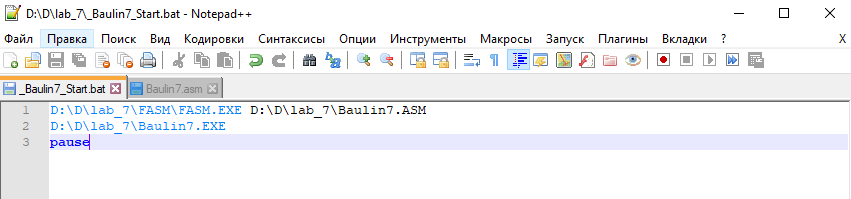 D:\D\lab_7\_Baulin7_Start.bat - Notepad++
Файл Правка Поиск Вид Кодировки Синтаксисы Опции Инструменты Макросы Запуск Плагины Вкладки ? X
_Baulin7_Start.bat Baulin7.asm
1 D:\D\lab_7\FASM\FASM.EXE D:\D\lab_7\Baulin7.ASM
2 D:\D\lab_7\Baulin7.EXE
3 pause